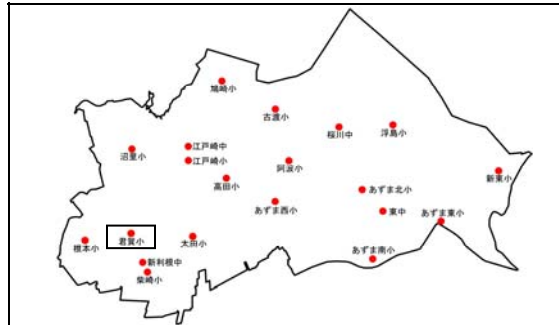 鳩崎小
古渡小
桜川中
浮島小
江戸崎中
沼里小
江戸崎小
阿波小
新東小
高田小
あずま北小
あずま西小
東中
あずま東小
君賀小
太田小
根本小
新利根中
あずま南小
柴崎小